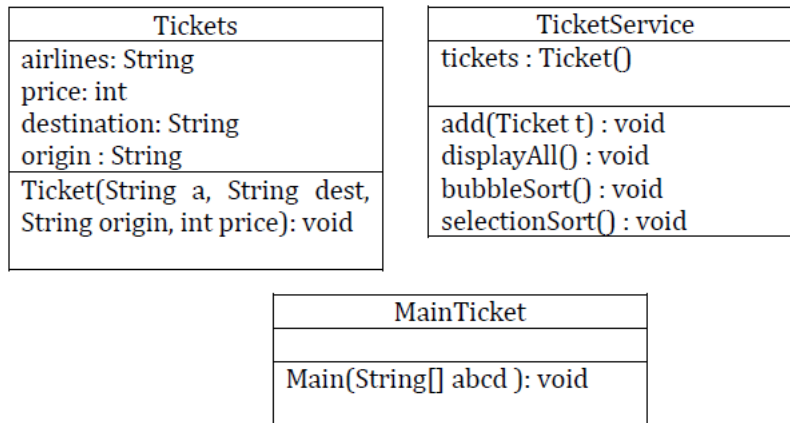 Tickets
airlines: String
price: int
destination: String
origin : String
Ticket(String a, String dest,
String origin, int price): void
TicketService
tickets : Ticket()
add(Ticket t) : void
displayAll() : void
bubbleSort() : void
selectionSort() : void
MainTicket
Main(String[] abcd ): void